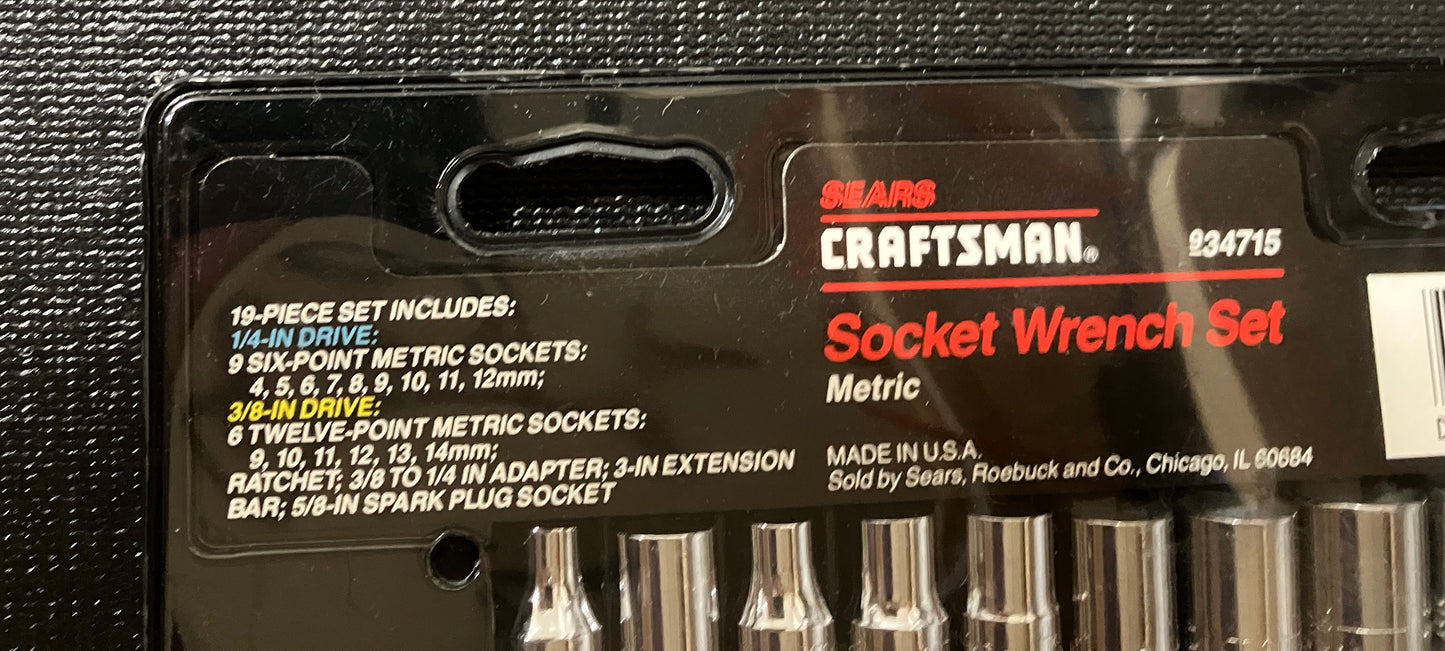 19-PIECE SET INCLUDES:
1/4-IN DRIVE:
9 SIX-POINT METRIC SOCKETS:
4, 5, 6, 7, 8, 9, 10, 11, 12mm;
3/8-IN DRIVE:
6 TWELVE-POINT METRIC SOCKETS:
9, 10, 11, 12, 13, 14mm;
RATCHET; 3/8 TO 1/4 IN ADAPTER; 3-IN EXTENSION
BAR; 5/8-IN SPARK PLUG SOCKET
SEARS
CRAFTSMAN® 934715
Socket Wrench Set
Metric
MADE IN U.S.A.
Sold by Sears, Roebuck and Co., Chicago, IL 60684